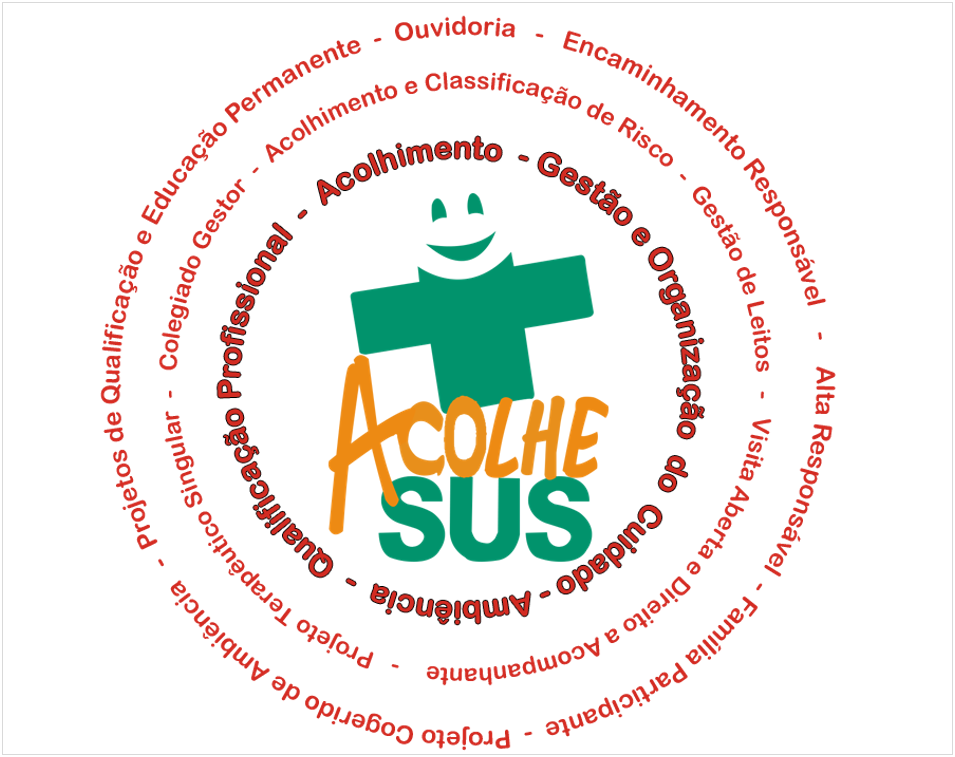 Ouvidoria - Encaminhamento Responsável - Alta Responsável - Família Participante - Projeto Cogerido de Ambiência - Projetos de Qualificação e Educação Permanente -
Acolhimento e Classificação de Risco - Gestão de Leitos - Visita Aberta e Direito a Acompanhante - Projeto Terapêutico Singular - Colegiado Gestor -
Acolhimento - Gestão e Organização do Cuidado - Ambiência - Qualificação Profissional -
ACOLHE
SUS